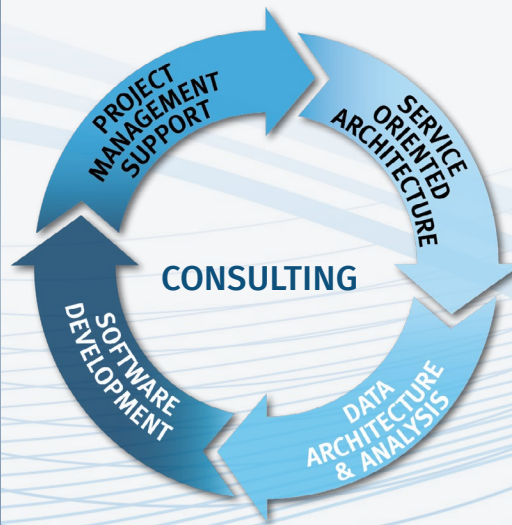 PROJECT
MANAGEMENT
SUPPORT
SERVICE
ORIENTED
ARCHITECTURE
CONSULTING
DATA
ARCHITECTURE
& ANALYSIS
SOFTWARE
DEVELOPMENT